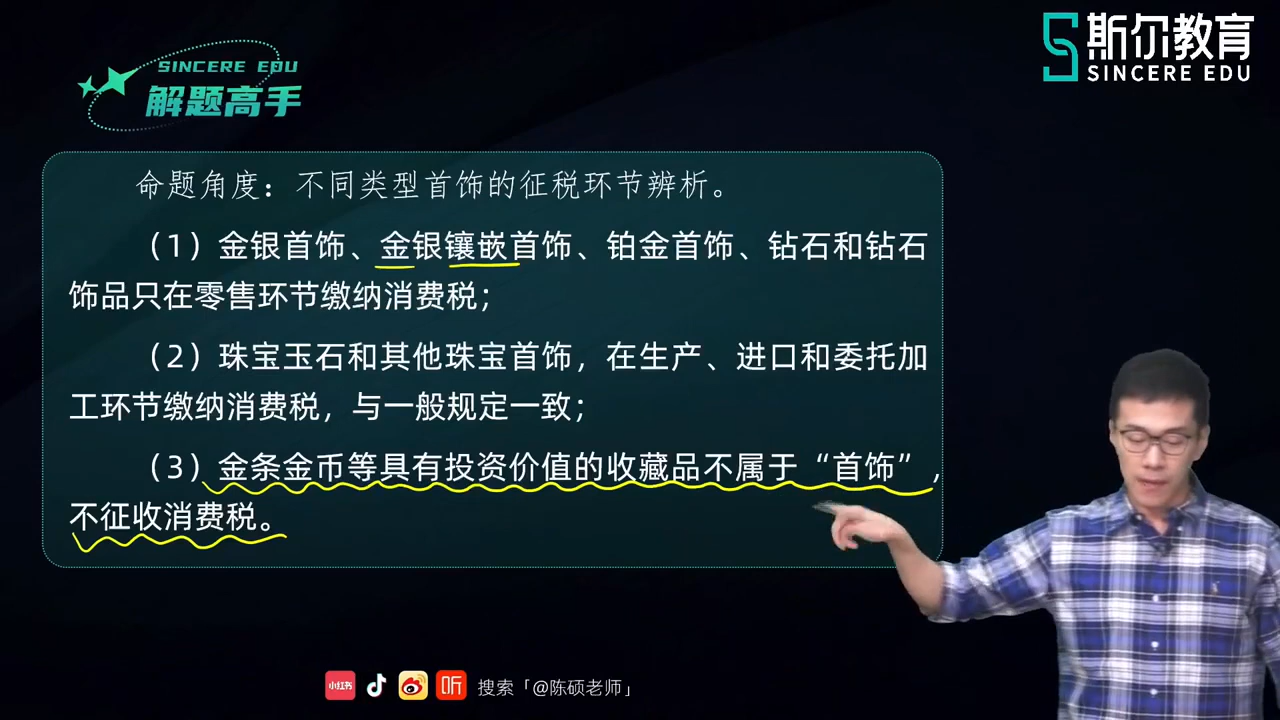 SINCERE EDU
解题高手
斯尔教育
SINCERE EDU
命题角度：不同类型首饰的征税环节辨析。
（1）金银首饰、金银镶嵌首饰、铂金首饰、钻石和钻石
饰品只在零售环节缴纳消费税；
（2）珠宝玉石和其他珠宝首饰，在生产、进口和委托加
工环节缴纳消费税，与一般规定一致；
（3）金条金币等具有投资价值的收藏品不属于“首饰”，
不征收消费税。
小红书
听
搜索「@陈硕老师」